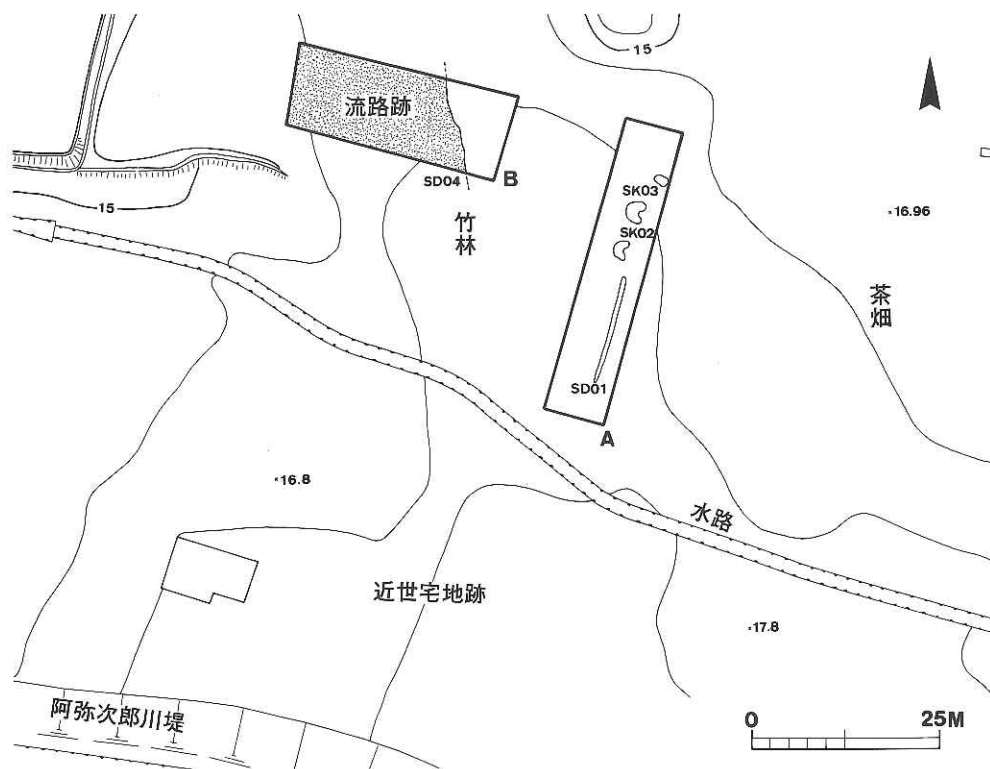 15
流路跡
SD04
B
竹林
15
SK03
SK02
SD01
A
16.96
茶畑
16.8
水路
近世宅地跡
17.8
阿弥次郎川堤
0 25M